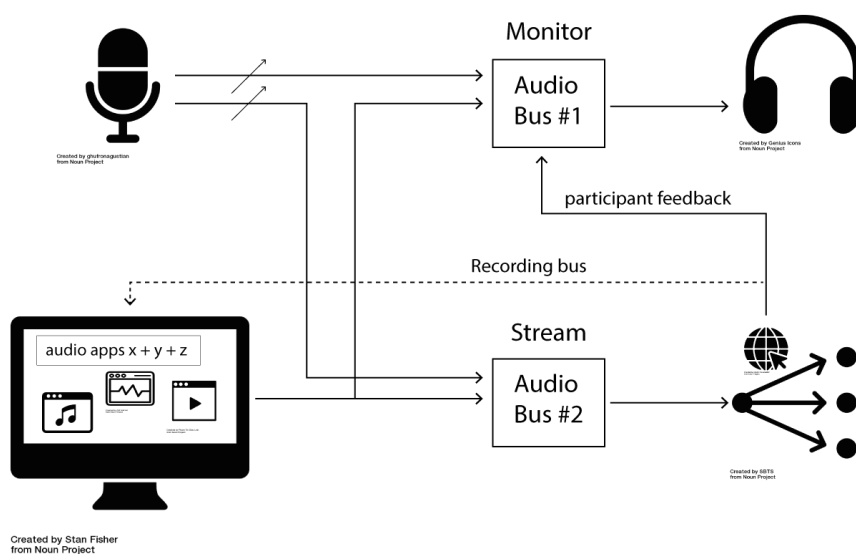 Monitor
Audio
Bus #1
Created by ghufronagustian
from Noun Project
Created by Genius Icons
from Noun Project
participant feedback
Recording bus
Stream
audio apps x + y + z
Audio
Bus #2
Created by SBTS
from Noun Project
Created by Stan Fisher
from Noun Project